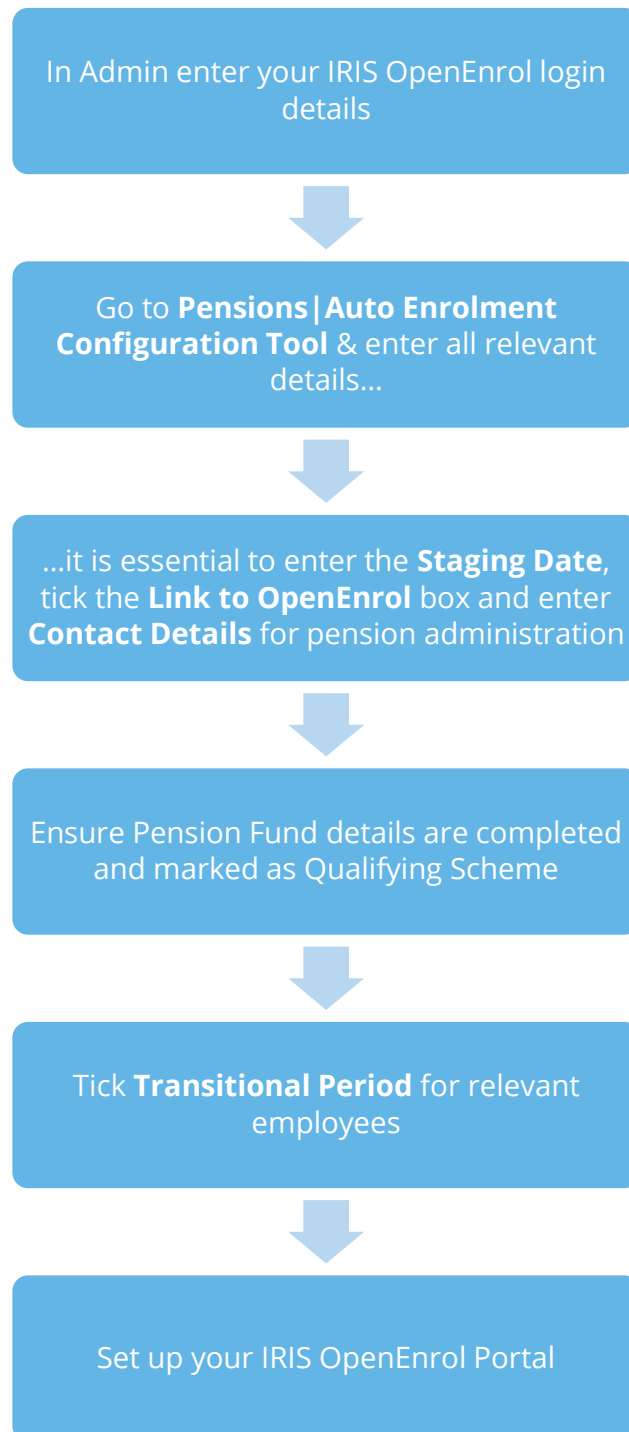 In Admin enter your IRIS OpenEnrol login
details
Go to Pensions|Auto Enrolment
Configuration Tool & enter all relevant
details...
...it is essential to enter the Staging Date,
tick the Link to OpenEnrol box and enter
Contact Details for pension administration
Ensure Pension Fund details are completed
and marked as Qualifying Scheme
Tick Transitional Period for relevant
employees
Set up your IRIS OpenEnrol Portal